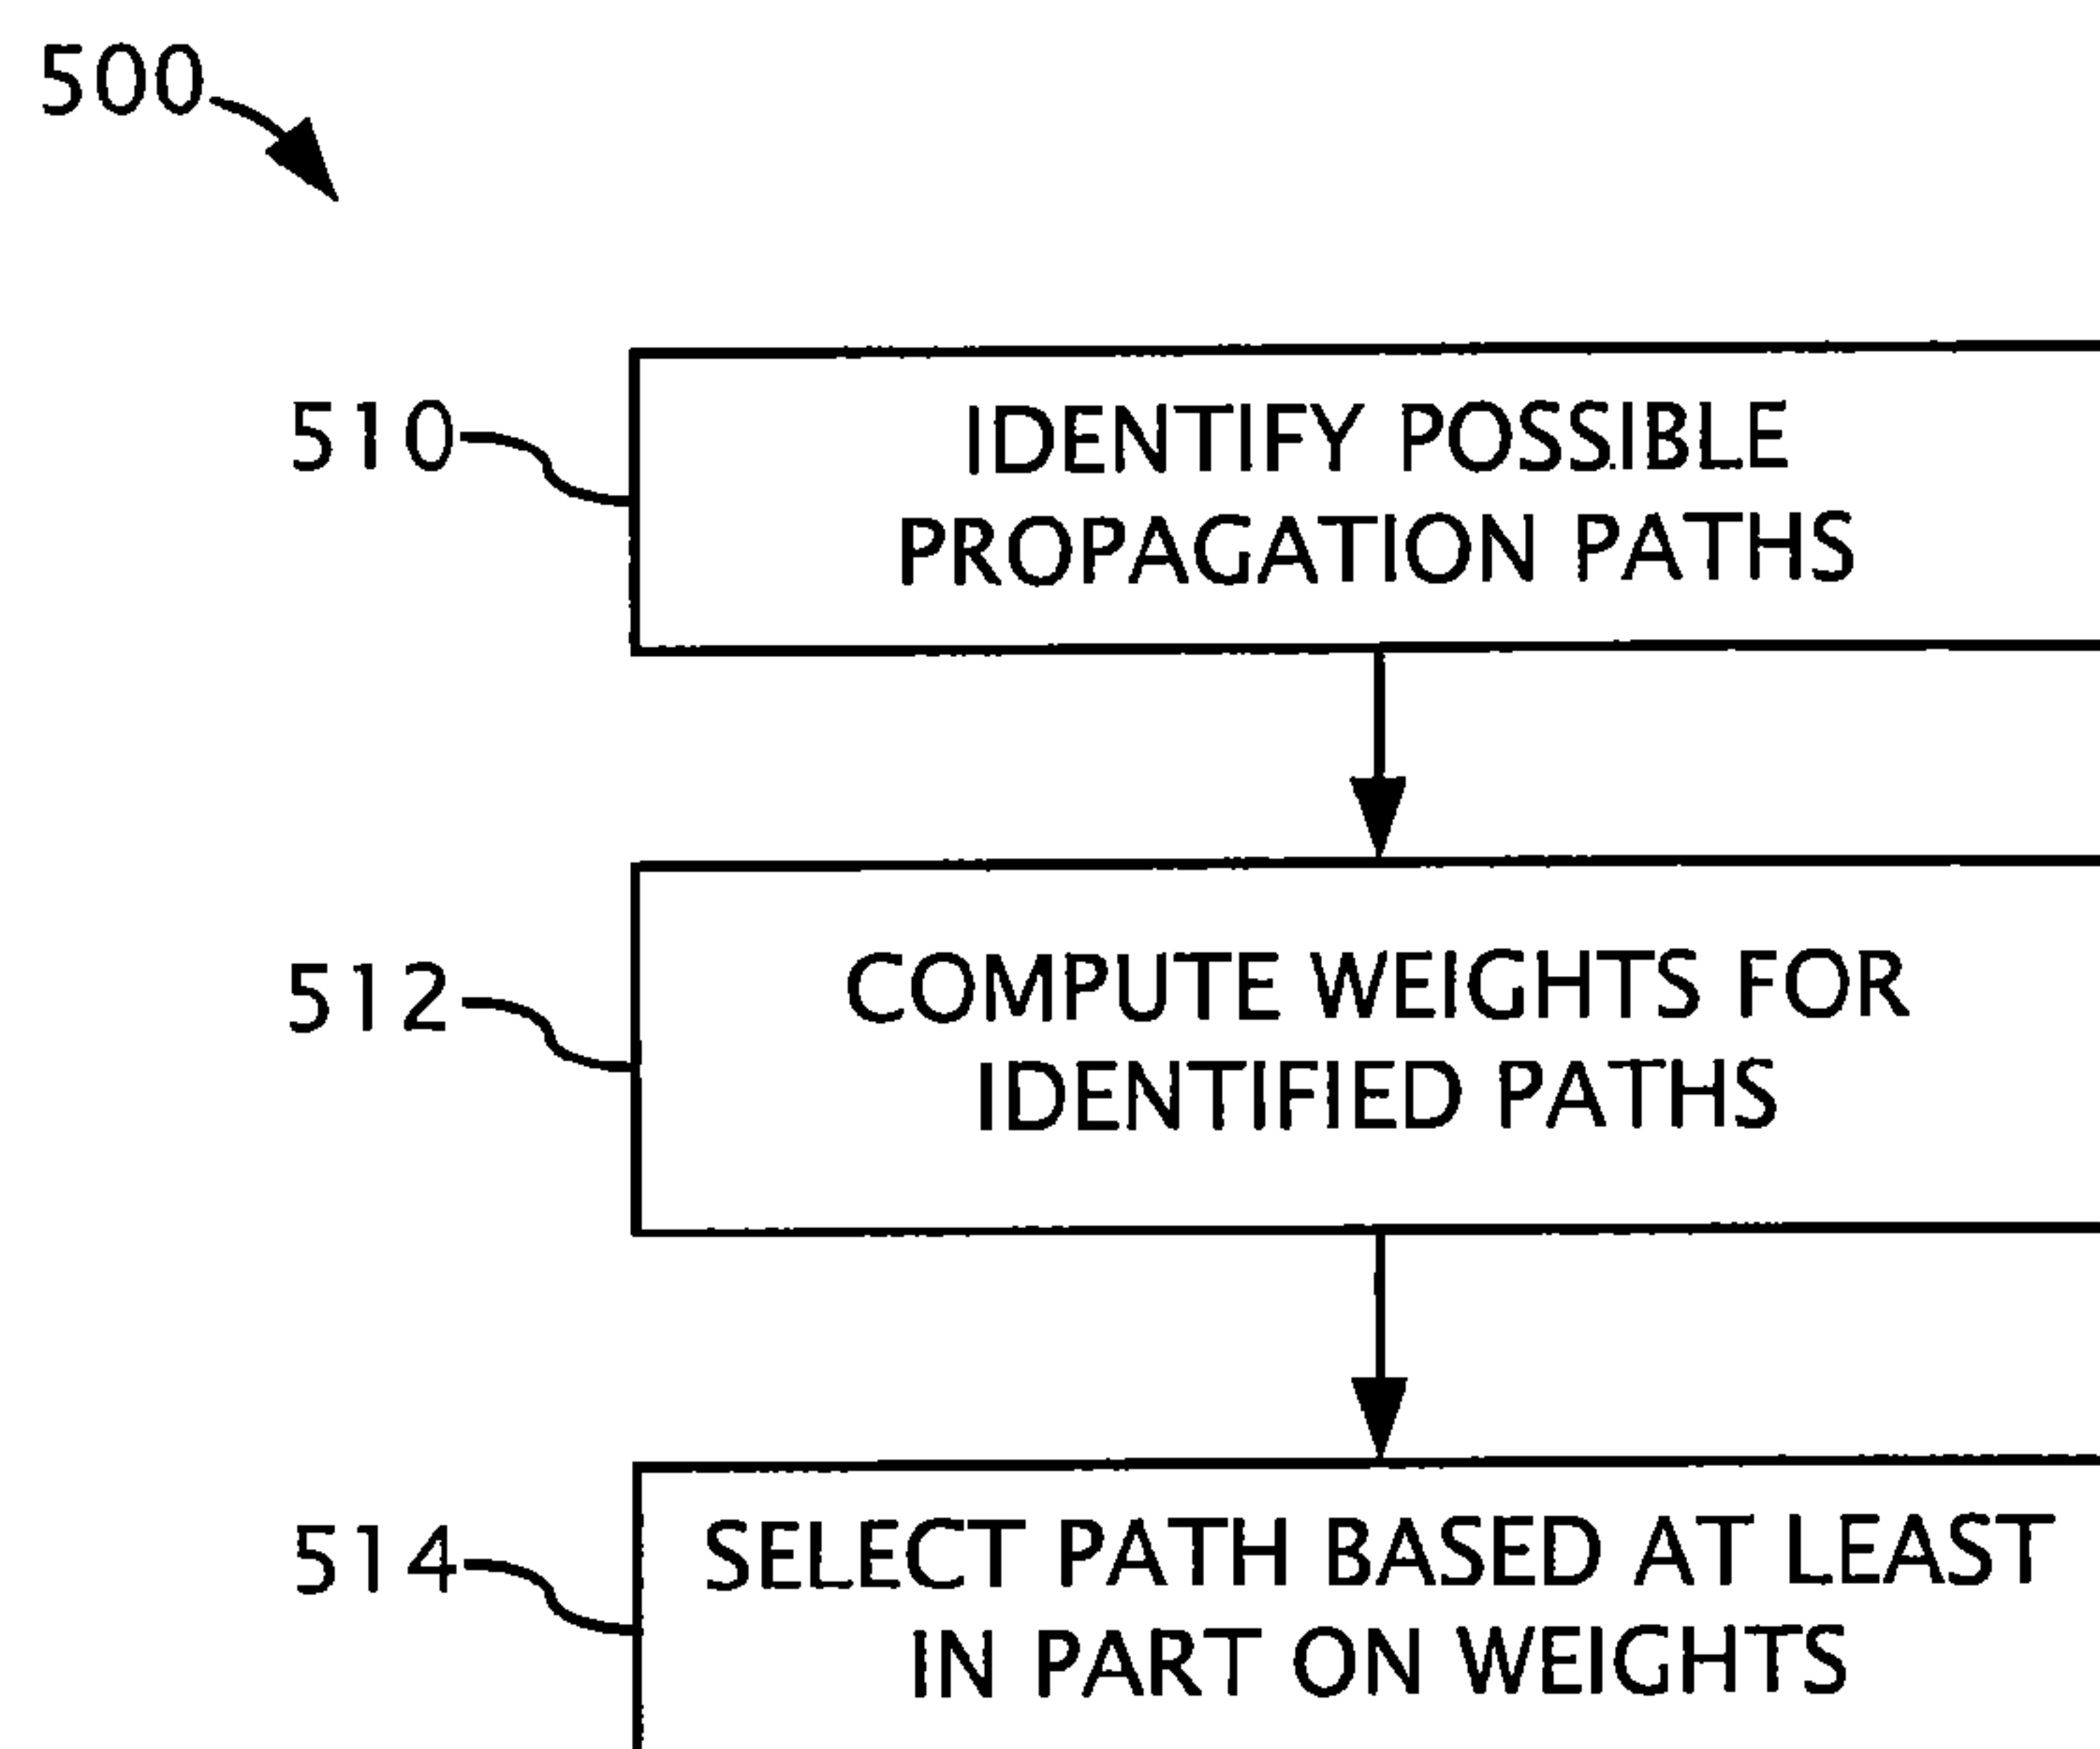 500
510
IDENTIFY POSSIBLE
PROPAGATION PATHS
512
COMPUTE WEIGHTS FOR
IDENTIFIED PATHS
514
SELECT PATH BASED AT LEAST
IN PART ON WEIGHTS